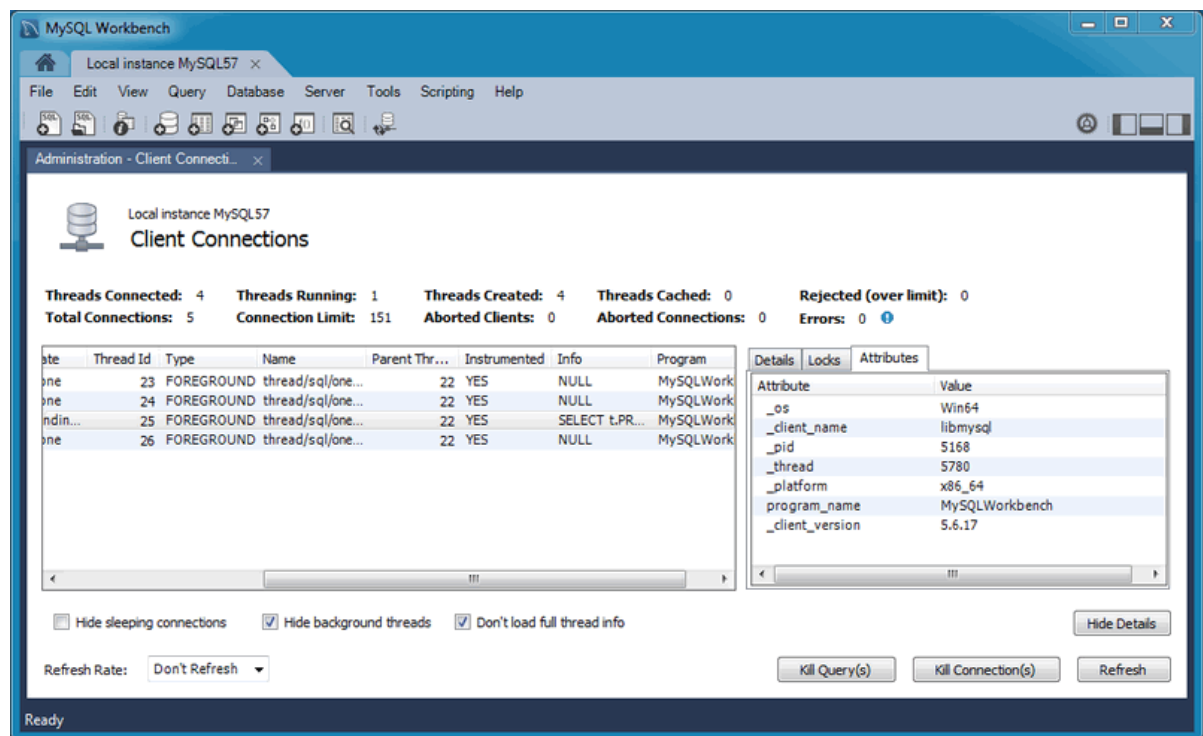 MySQL Workbench
Local instance MySQL57
File Edit View Query Database Server Tools Scripting Help
Administration - Client Connecti...
Local instance MySQL57
Client Connections
Threads Connected: 4 Threads Running: 1 Threads Created: 4 Threads Cached: 0 Rejected (over limit): 0
Total Connections: 5 Connection Limit: 151 Aborted Clients: 0 Aborted Connections: 0 Errors: 0
ate Thread Id Type Name Parent Thr... Instrumented Info Program
one 23 FOREGROUND thread/sql/one... 22 YES NULL MySQLWork
one 24 FOREGROUND thread/sql/one... 22 YES NULL MySQLWork
ndin... 25 FOREGROUND thread/sql/one... 22 YES SELECT t.PR... MySQLWork
one 26 FOREGROUND thread/sql/one... 22 YES NULL MySQLWork
Details Locks Attributes
Attribute Value
_os Win64
_client_name libmysql
_pid 5168
_thread 5780
_platform x86_64
program_name MySQLWorkbench
_client_version 5.6.17
Hide sleeping connections Hide background threads Don't load full thread info Hide Details
Refresh Rate: Don't Refresh Kill Query(s) Kill Connection(s) Refresh
Ready